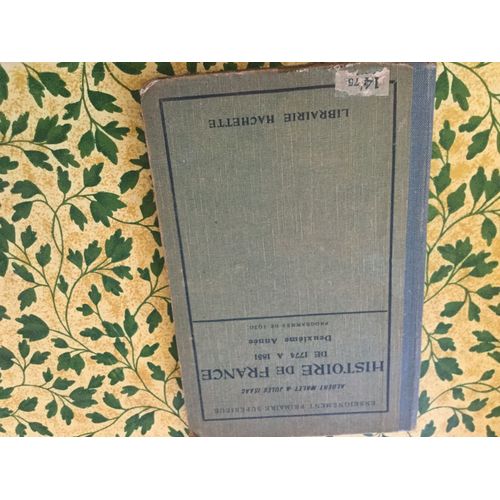 ENSEIGNEMENT PRIMAIRE SUPÉRIEUR
ALBERT MALET & JULES ISAAC
HISTOIRE DE FRANCE
DE 1774 A 1851
Deuxième Année
PROGRAMMES DE 1920
LIBRAIRIE HACHETTE
14 75